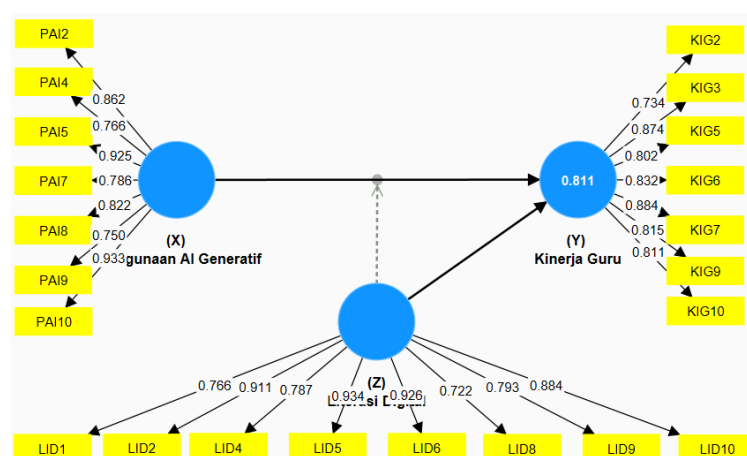 PAI2
PAI4
PAI5
PAI7
PAI8
PAI9
PAI10
0.862
0.766
0.925
0.786
0.822
0.750
0.933
(X)
gunaan AI Generatif
KIG2
KIG3
KIG5
KIG6
KIG7
KIG9
KIG10
0.734
0.874
0.802
0.832
0.884
0.815
0.811
0.811
(Y)
Kinerja Guru
(Z)
Digital
0.766
0.911
0.787
0.934
0.926
0.722
0.793
0.884
LID1
LID2
LID4
LID5
LID6
LID8
LID9
LID10